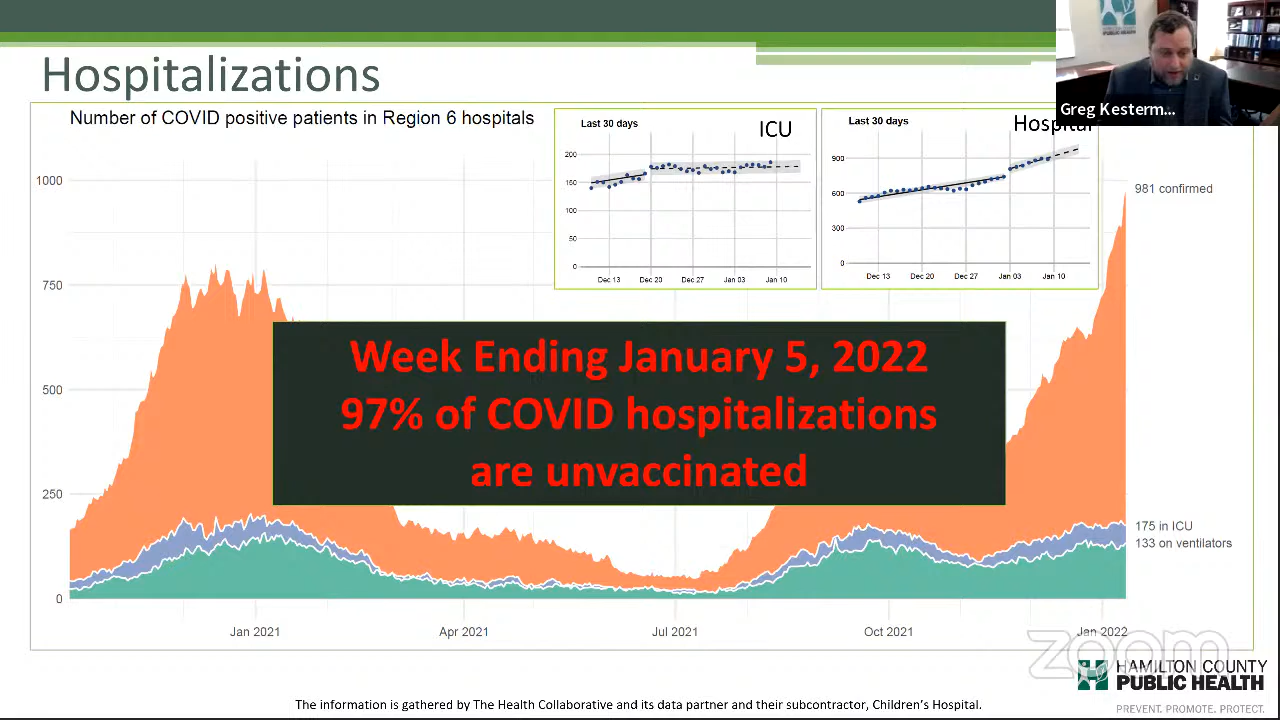 Hospitalizations
Number of COVID positive patients in Region 6 hospitals
Last 30 days
ICU
200
150
100
50
0
Dec 13
Dec 20
Dec 27
Jan 03
Jan 10
Last 30 days
Hospital
900
600
300
0
Dec 13
Dec 20
Dec 27
Jan 03
Jan 10
HAMILTON COUNTY
PUBLIC HEALTH
Greg Kesterm...
1000
750
500
250
0
981 confirmed
175 in ICU
133 on ventilators
Week Ending January 5, 2022
97% of COVID hospitalizations
are unvaccinated
Jan 2021
Apr 2021
Jul 2021
Oct 2021
Jan 2022
zoom
HAMILTON COUNTY
PUBLIC HEALTH
PREVENT. PROMOTE. PROTECT.
The information is gathered by The Health Collaborative and its data partner and their subcontractor, Children's Hospital.